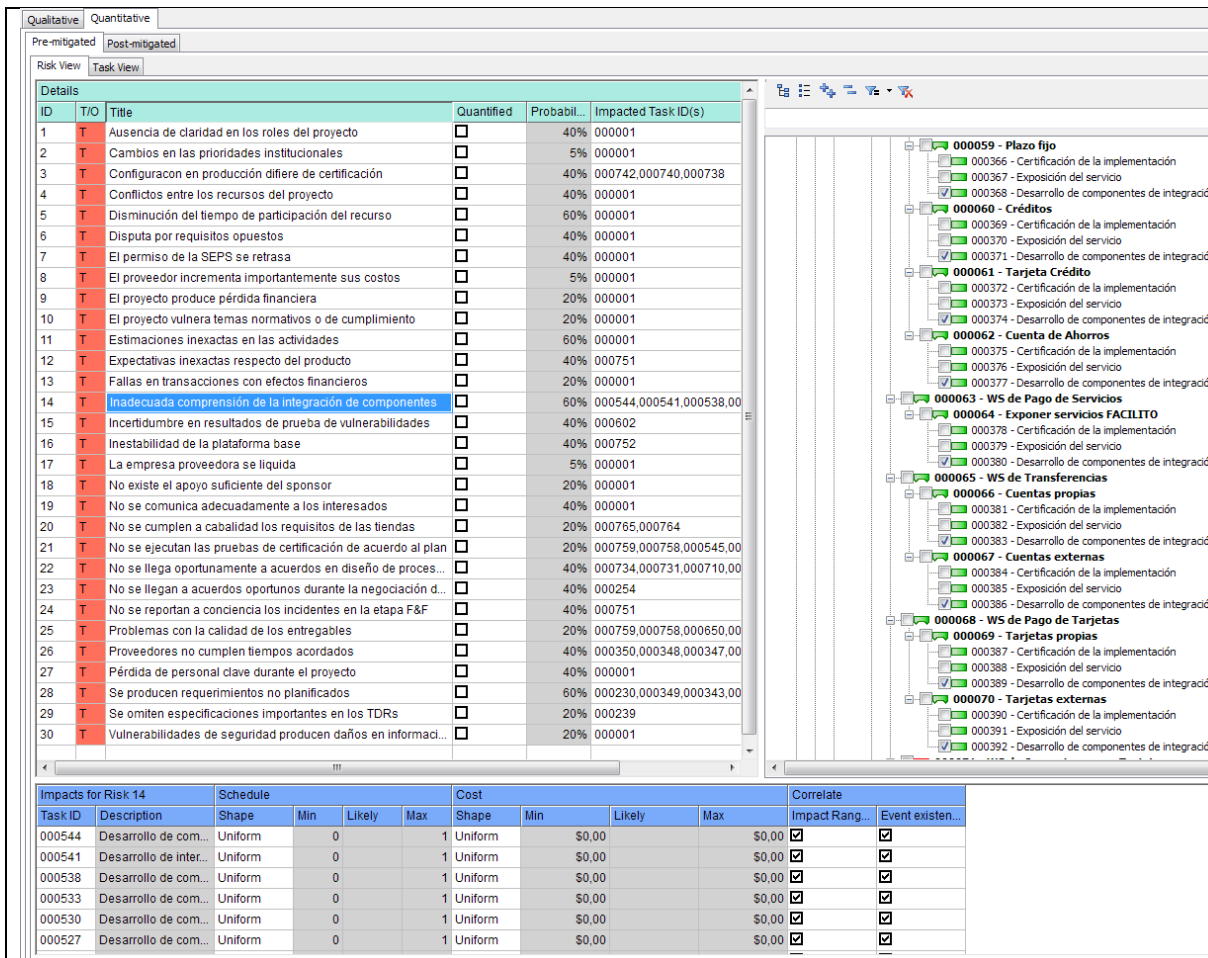 Qualitative Quantitative
Pre-mitigated Post-mitigated
Risk View Task View
Details
ID T/O Title Quantified Probabil... Impacted Task ID(s)
1 T Ausencia de claridad en los roles del proyecto 40% 000001
2 T Cambios en las prioridades institucionales 5% 000001
3 T Configuracon en producción difiere de certificación 40% 000742,000740,000738
4 T Conflictos entre los recursos del proyecto 40% 000001
5 T Disminución del tiempo de participación del recurso 60% 000001
6 T Disputa por requisitos opuestos 40% 000001
7 T El permiso de la SEPS se retrasa 40% 000001
8 T El proveedor incrementa importantemente sus costos 5% 000001
9 T El proyecto produce pérdida financiera 20% 000001
10 T El proyecto vulnera temas normativos o de cumplimiento 20% 000001
11 T Estimaciones inexactas en las actividades 60% 000001
12 T Expectativas inexactas respecto del producto 40% 000751
13 T Fallas en transacciones con efectos financieros 20% 000001
14 T Inadecuada comprensión de la integración de componentes 60% 000544,000541,000538,00
15 T Incertidumbre en resultados de prueba de vulnerabilidades 40% 000602
16 T Inestabilidad de la plataforma base 40% 000752
17 T La empresa proveedora se liquida 5% 000001
18 T No existe el apoyo suficiente del sponsor 20% 000001
19 T No se comunica adecuadamente a los interesados 40% 000001
20 T No se cumplen a cabalidad los requisitos de las tiendas 20% 000765,000764
21 T No se ejecutan las pruebas de certificación de acuerdo al plan 20% 000759,000758,000545,00
22 T No se llega oportunamente a acuerdos en diseño de proces... 40% 000734,000731,000710,00
23 T No se llegan a acuerdos oportunos durante la negociación d... 40% 000254
24 T No se reportan a conciencia los incidentes en la etapa F&F 40% 000751
25 T Problemas con la calidad de los entregables 20% 000759,000758,000650,00
26 T Proveedores no cumplen tiempos acordados 40% 000350,000348,000347,00
27 T Pérdida de personal clave durante el proyecto 40% 000001
28 T Se producen requerimientos no planificados 60% 000230,000349,000343,00
29 T Se omiten especificaciones importantes en los TDRs 20% 000239
30 T Vulnerabilidades de seguridad producen daños en informaci... 20% 000001
000059 - Plazo fijo
000366 - Certificación de la implementación
000367 - Exposición del servicio
000368 - Desarrollo de componentes de integració
000060 - Créditos
000369 - Certificación de la implementación
000370 - Exposición del servicio
000371 - Desarrollo de componentes de integració
000061 - Tarjeta Crédito
000372 - Certificación de la implementación
000373 - Exposición del servicio
000374 - Desarrollo de componentes de integració
000062 - Cuenta de Ahorros
000375 - Certificación de la implementación
000376 - Exposición del servicio
000377 - Desarrollo de componentes de integració
000063 - WS de Pago de Servicios
000064 - Exponer servicios FACILITO
000378 - Certificación de la implementación
000379 - Exposición del servicio
000380 - Desarrollo de componentes de integració
000065 - WS de Transferencias
000066 - Cuentas propias
000381 - Certificación de la implementación
000382 - Exposición del servicio
000383 - Desarrollo de componentes de integració
000067 - Cuentas externas
000384 - Certificación de la implementación
000385 - Exposición del servicio
000386 - Desarrollo de componentes de integració
000068 - WS de Pago de Tarjetas
000069 - Tarjetas propias
000387 - Certificación de la implementación
000388 - Exposición del servicio
000389 - Desarrollo de componentes de integració
000070 - Tarjetas externas
000390 - Certificación de la implementación
000391 - Exposición del servicio
000392 - Desarrollo de componentes de integració
Impacts for Risk 14 Schedule Cost Correlate
Task ID Description Shape Min Likely Max Shape Min Likely Max Impact Rang... Event existen...
000544 Desarrollo de com... Uniform 0 1 Uniform $0,00 $0,00
000541 Desarrollo de inter... Uniform 0 1 Uniform $0,00 $0,00
000538 Desarrollo de com... Uniform 0 1 Uniform $0,00 $0,00
000533 Desarrollo de com... Uniform 0 1 Uniform $0,00 $0,00
000530 Desarrollo de com... Uniform 0 1 Uniform $0,00 $0,00
000527 Desarrollo de com... Uniform 0 1 Uniform $0,00 $0,00